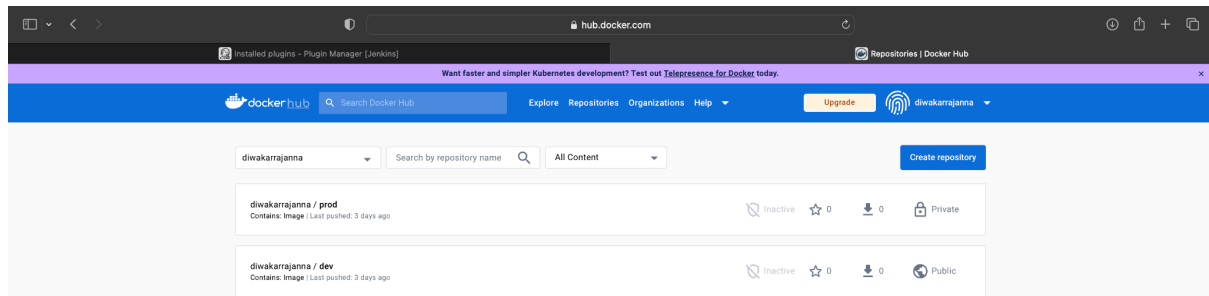 hub.docker.com
Installed plugins - Plugin Manager [Jenkins]
Repositories | Docker Hub
Want faster and simpler Kubernetes development? Test out Telepresence for Docker today.
dockerhub
Search Docker Hub
Explore Repositories Organizations Help
Upgrade
diwakarrajanna
diwakarrajanna
Search by repository name
All Content
Create repository
diwakarrajanna / prod
Contains: Image | Last pushed: 3 days ago
Inactive
0
0
Private
diwakarrajanna / dev
Contains: Image | Last pushed: 3 days ago
Inactive
0
0
Public